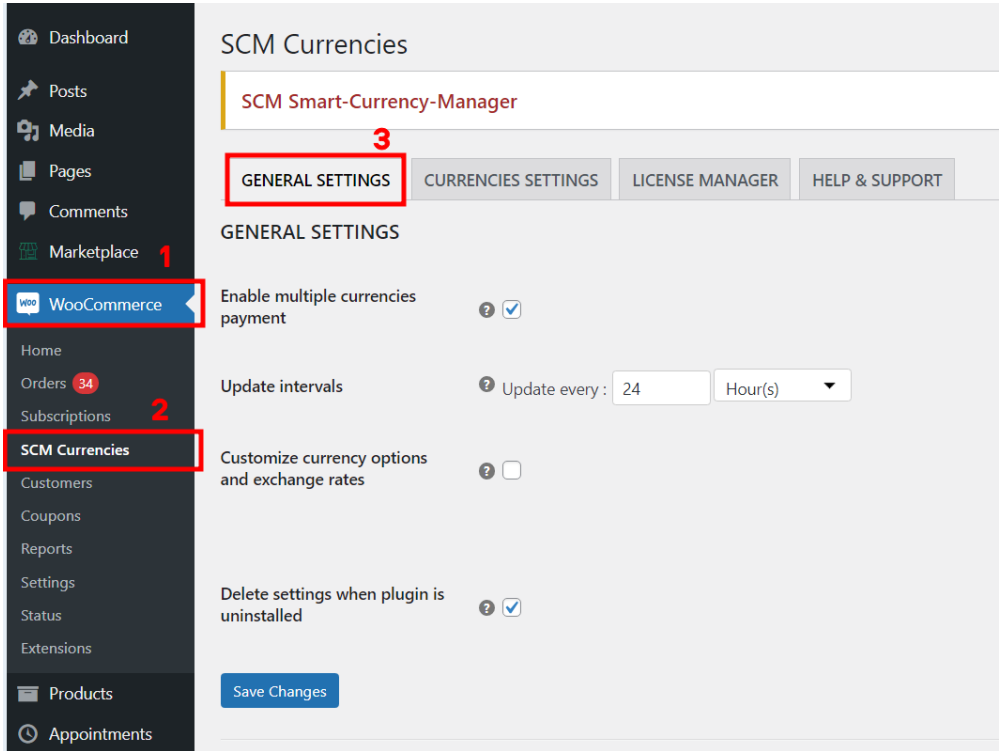 Dashboard
Posts
Media
Pages
Comments
Marketplace
1
Woo WooCommerce
Home
Orders 34
Subscriptions
2
SCM Currencies
Customers
Coupons
Reports
Settings
Status
Extensions
Products
Appointments
SCM Currencies
SCM Smart-Currency-Manager
3
GENERAL SETTINGS CURRENCIES SETTINGS LICENSE MANAGER HELP & SUPPORT
GENERAL SETTINGS
Enable multiple currencies
payment ?
Update intervals ? Update every : 24 Hour(s)
Customize currency options
and exchange rates ?
Delete settings when plugin is
uninstalled ?
Save Changes